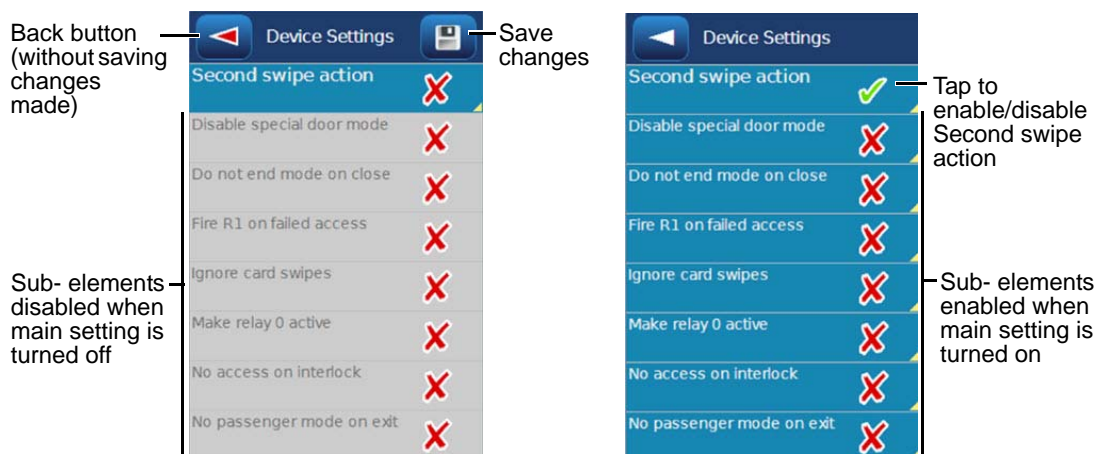 Back button
(without saving
changes
made)
Device Settings
Save
changes
Second swipe action
Disable special door mode
Do not end mode on close
Fire R1 on failed access
Ignore card swipes
Make relay 0 active
No access on interlock
No passenger mode on exit
Sub- elements
disabled when
main setting is
turned off
Device Settings
Second swipe action
Disable special door mode
Do not end mode on close
Fire R1 on failed access
Ignore card swipes
Make relay 0 active
No access on interlock
No passenger mode on exit
Tap to
enable/disable
Second swipe
action
Sub- elements
enabled when
main setting is
turned on